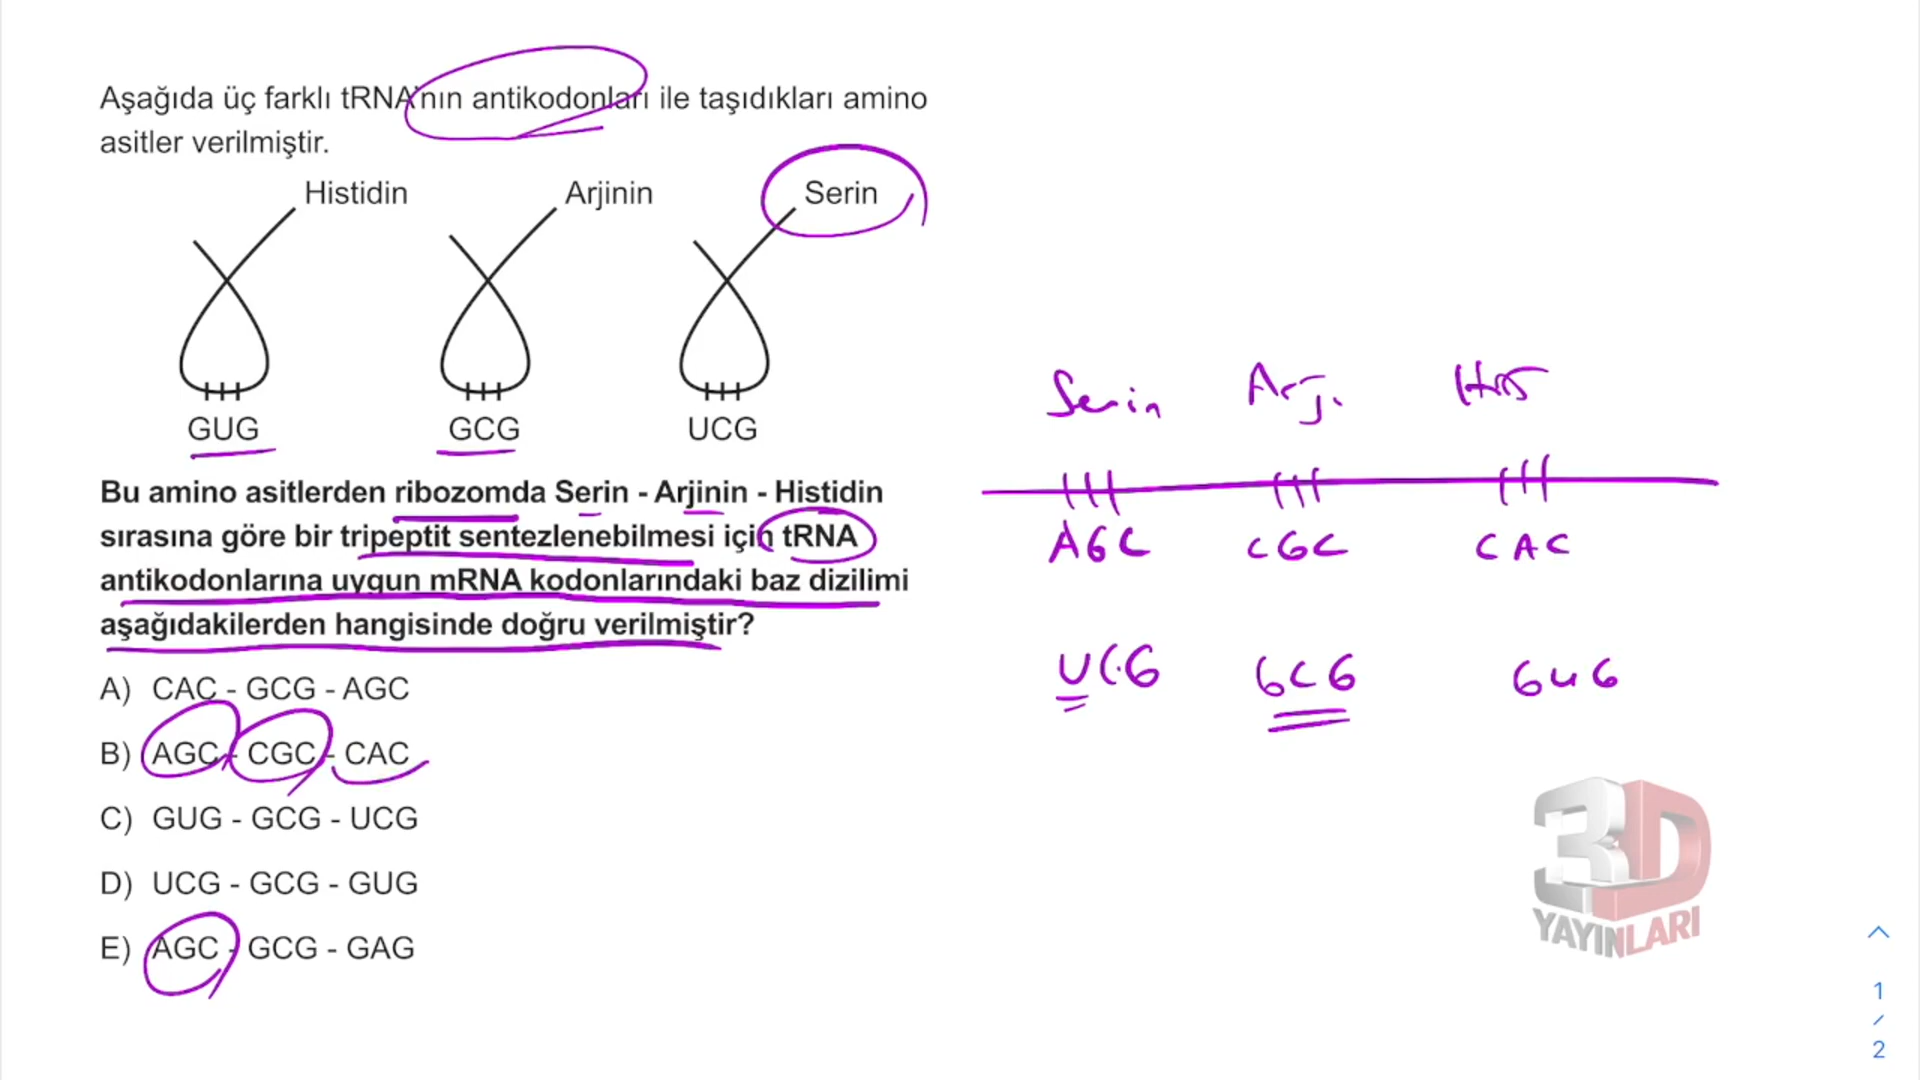 Aşağıda üç farklı tRNA'nın antikodonları ile taşıdıkları amino
asitler verilmiştir.
Histidin Arjinin Serin
GUG GCG UCG
Bu amino asitlerden ribozomda Serin - Arjinin - Histidin
sırasına göre bir tripeptit sentezlenebilmesi için tRNA
antikodonlarına uygun mRNA kodonlarındaki baz dizilimi
aşağıdakilerden hangisinde doğru verilmiştir?
A) CAC - GCG - AGC
B) AGC - CGC - CAC
C) GUG - GCG - UCG
D) UCG - GCG - GUG
E) AGC - GCG - GAG
Serin Arj. His
AGC CGC CAC
UCG GCG GUG
3D
YAYINLARI
1
/
2